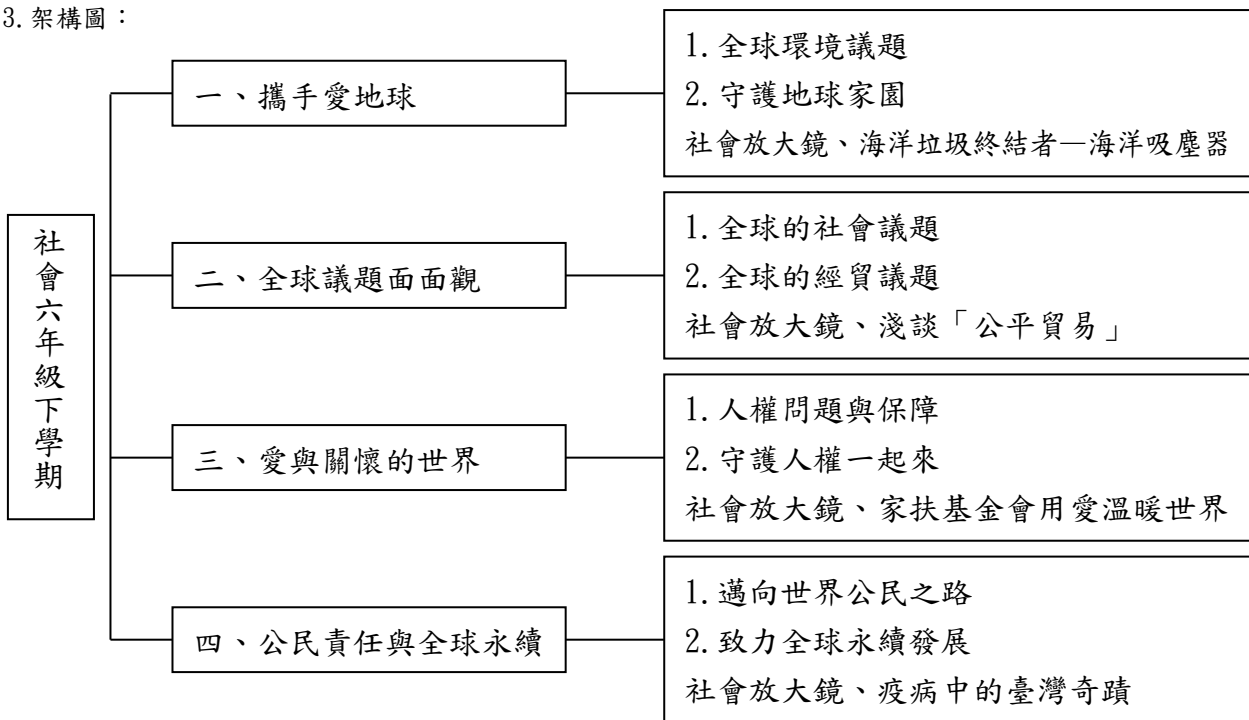 3.架構圖：
社會六年級下學期
一、攜手愛地球
1.全球環境議題
2.守護地球家園
社會放大鏡、海洋垃圾終結者—海洋吸塵器
二、全球議題面面觀
1.全球的社會議題
2.全球的經貿議題
社會放大鏡、淺談「公平貿易」
三、愛與關懷的世界
1.人權問題與保障
2.守護人權一起來
社會放大鏡、家扶基金會用愛溫暖世界
四、公民責任與全球永續
1.邁向世界公民之路
2.致力全球永續發展
社會放大鏡、疫病中的臺灣奇蹟